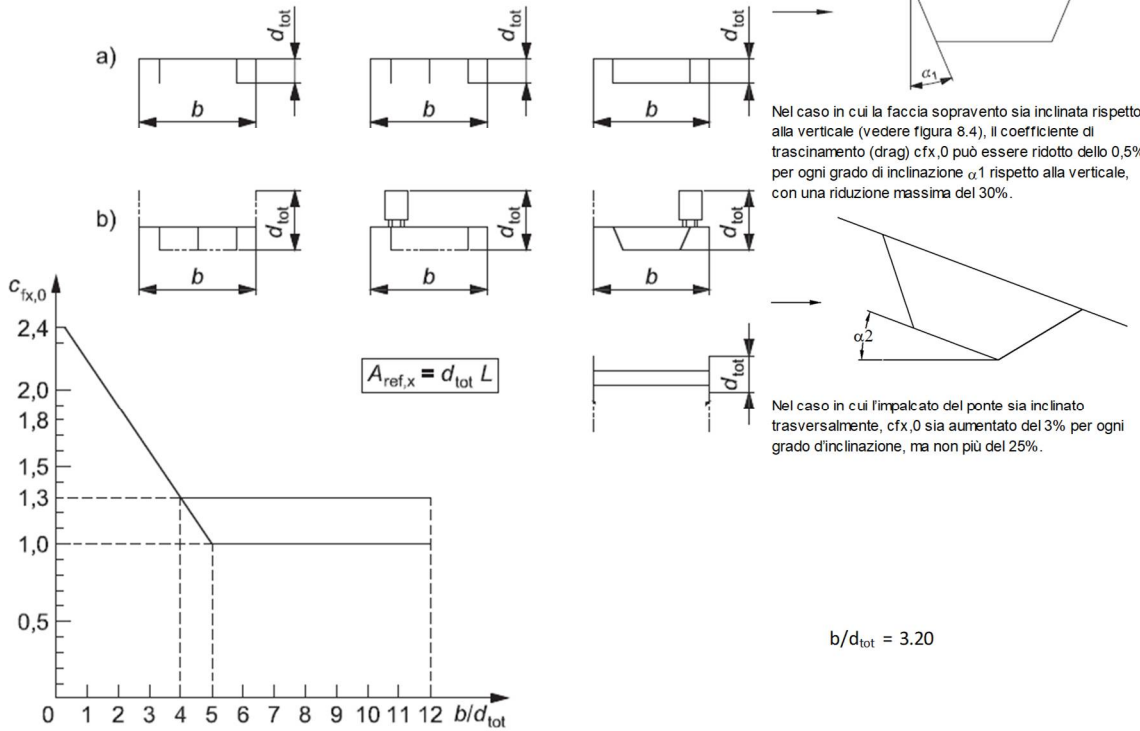 a)
d_tot
b
d_tot
b
d_tot
b
α1
Nel caso in cui la faccia sopravento sia inclinata rispetto
alla verticale (vedere figura 8.4), il coefficiente di
trascinamento (drag) cfx,0 può essere ridotto dello 0,5%
per ogni grado di inclinazione α1 rispetto alla verticale,
con una riduzione massima del 30%.
b)
d_tot
b
d_tot
b
d_tot
b
d_tot
α2
Nel caso in cui l'impalcato del ponte sia inclinato
trasversalmente, cfx,0 sia aumentato del 3% per ogni
grado d'inclinazione, ma non più del 25%.
c_fx,0
2,4
2,0
1,8
1,5
1,3
1,0
0,5
A_ref,x = d_tot L
0 1 2 3 4 5 6 7 8 9 10 11 12 b/d_tot
b/d_tot = 3.20